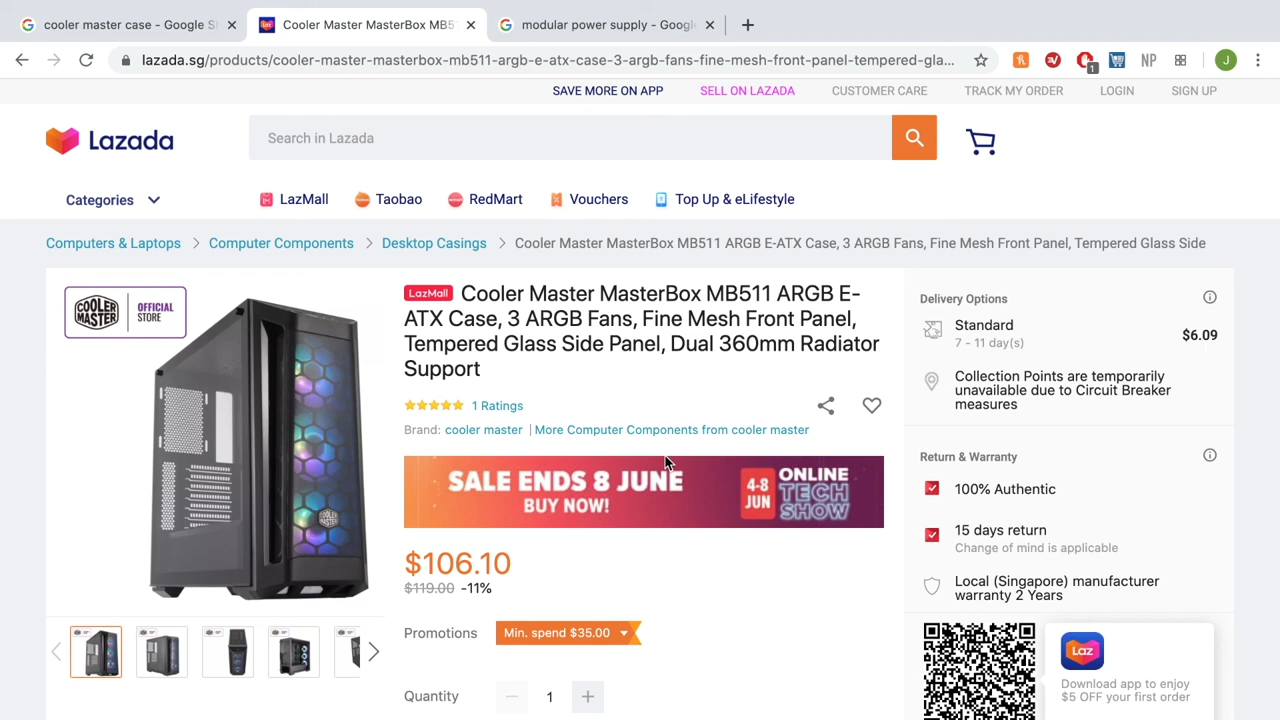 cooler master case - Google S
Cooler Master MasterBox MB5
modular power supply - Googl
lazada.sg/products/cooler-master-masterbox-mb511-argb-e-atx-case-3-argb-fans-fine-mesh-front-panel-tempered-gla...
1
NP
J
SAVE MORE ON APP
SELL ON LAZADA
CUSTOMER CARE
TRACK MY ORDER
LOGIN
SIGN UP
Lazada
Search in Lazada
Categories
LazMall
Taobao
RedMart
Vouchers
Top Up & eLifestyle
Computers & Laptops > Computer Components > Desktop Casings > Cooler Master MasterBox MB511 ARGB E-ATX Case, 3 ARGB Fans, Fine Mesh Front Panel, Tempered Glass Side
COOLER
MASTER
OFFICIAL
STORE
LazMall Cooler Master MasterBox MB511 ARGB E-
ATX Case, 3 ARGB Fans, Fine Mesh Front Panel,
Tempered Glass Side Panel, Dual 360mm Radiator
Support
1 Ratings
Brand: cooler master | More Computer Components from cooler master
SALE ENDS 8 JUNE
BUY NOW!
4-8
JUN
ONLINE
TECH
SHOW
$106.10
$119.00 -11%
Promotions
Min. spend $35.00
Quantity
1
Delivery Options
Standard
7 - 11 day(s)
$6.09
Collection Points are temporarily
unavailable due to Circuit Breaker
measures
Return & Warranty
100% Authentic
15 days return
Change of mind is applicable
Local (Singapore) manufacturer
warranty 2 Years
Laz
Download app to enjoy
$5 OFF your first order